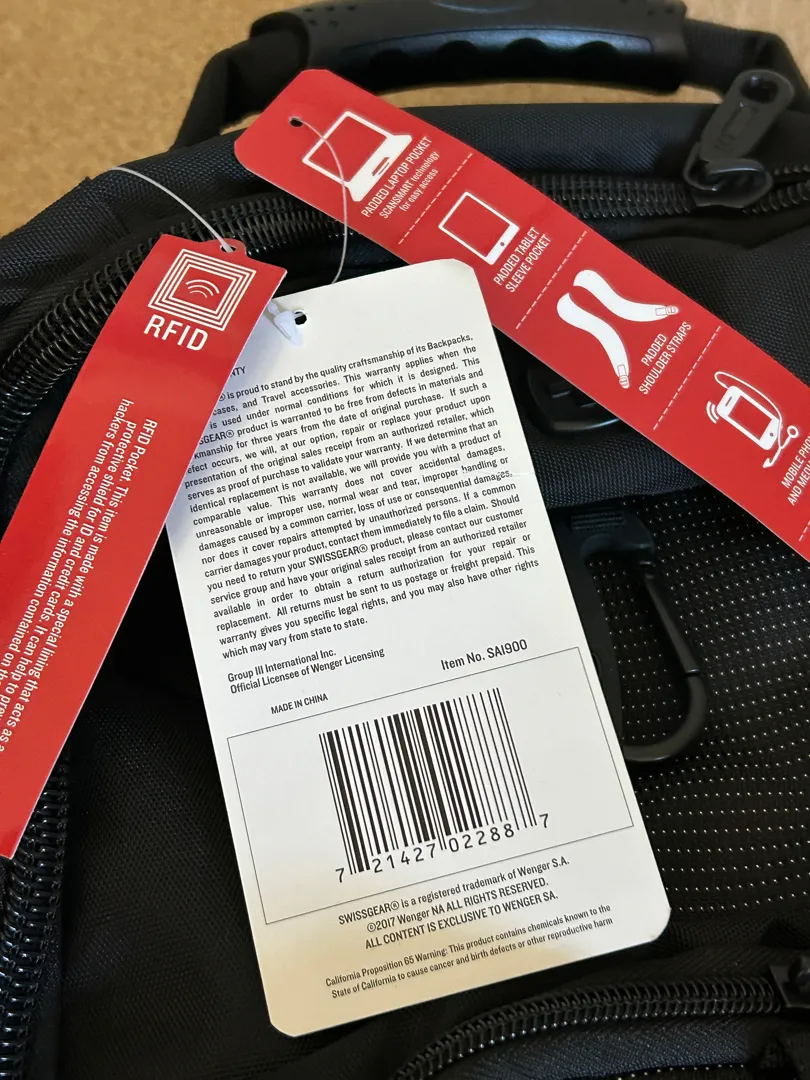 PADDED LAPTOP POCKET
SCANSMART technology
for easy access
PADDED TABLET
SLEEVE POCKET
PADDED
SHOULDER STRAPS
MOBILE
AND
RFID
RFID Pocket. This item is made with a special lining that acts as a
protective shield for ID and credit cards. It can help to
hackers from accessing the information contained on
is proud to stand by the quality craftsmanship of its Backpacks,
and Travel accessories. This warranty applies when the
is used under normal conditions for which it is designed. This
product is warranted to be free from defects in materials and
for three years from the date of original purchase. If such a
occurs, we will, at our option, repair or replace your product upon
presentation of the original sales receipt from an authorized retailer, which
serves as proof of purchase to validate your warranty. If we determine that an
identical replacement is not available, we will provide you with a product of
comparable value. This warranty does not cover accidental damages,
unreasonable or improper use, normal wear and tear, improper handling or
damages caused by a common carrier, loss of use or consequential damages,
nor does it cover repairs attempted by unauthorized persons. If a common
carrier damages your product, contact them immediately to file a claim. Should
you need to return your SWISSGEAR® product, please contact our customer
service group and have your original sales receipt from an authorized retailer
available in order to obtain a return authorization for your repair or
replacement. All returns must be sent to us postage or freight prepaid. This
warranty gives you specific legal rights, and you may also have other rights
which may vary from state to state.
Group III International Inc.
Official Licensee of Wenger Licensing
Item No. SA1900
MADE IN CHINA
7 21427 02288 7
SWISSGEAR® is a registered trademark of Wenger S.A.
©2017 Wenger NA ALL RIGHTS RESERVED.
ALL CONTENT IS EXCLUSIVE TO WENGER SA.
California Proposition 65 Warning: This product contains chemicals known to the
State of California to cause cancer and birth defects or other reproductive harm